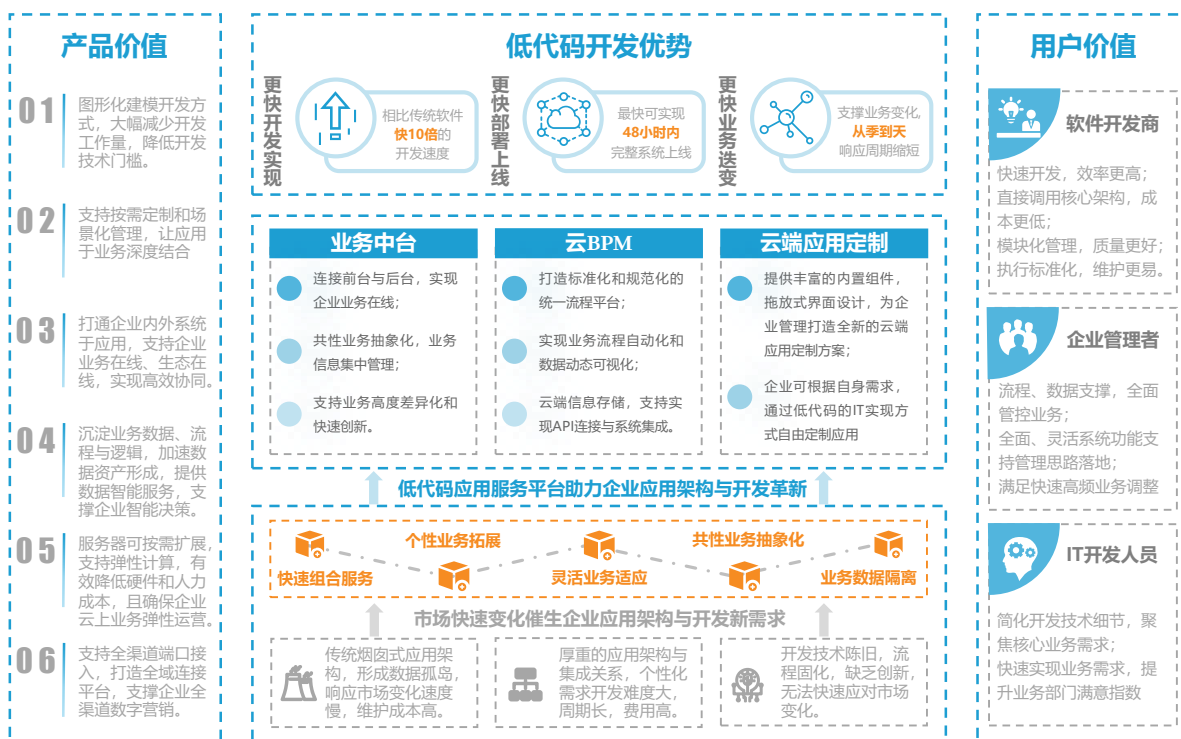 产品价值
01
图形化建模开发方
式，大幅减少开发
工作量，降低开发
技术门槛。
02
支持按需定制和场
景化管理，让应用
于业务深度结合
03
打通企业内外系统
于应用，支持企业
业务在线、生态在
线，实现高效协同。
04
沉淀业务数据、流
程与逻辑，加速数
据资产形成，提供
数据智能服务，支
撑企业智能决策。
05
服务器可按需扩展，
支持弹性计算，有
效降低硬件和人力
成本，且确保企业
云上业务弹性运营。
06
支持全渠道端口接
入，打造全域连接
平台，支撑企业全
渠道数字营销。
低代码开发优势
更快开发实现
相比传统软件
快10倍的
开发速度
更快部署上线
最快可实现
48小时内
完整系统上线
更快业务迭变
支撑业务变化,
从季到天
响应周期缩短
业务中台
连接前台与后台，实现
企业业务在线；
共性业务抽象化，业务
信息集中管理；
支持业务高度差异化和
快速创新。
云BPM
打造标准化和规范化的
统一流程平台；
实现业务流程自动化和
数据动态可视化；
云端信息存储，支持实
现API连接与系统集成。
云端应用定制
提供丰富的内置组件，
拖放式界面设计，为企
业管理打造全新的云端
应用定制方案；
企业可根据自身需求，
通过低代码的IT实现方
式自由定制应用
低代码应用服务平台助力企业应用架构与开发革新
个性业务拓展
共性业务抽象化
快速组合服务
灵活业务适应
业务数据隔离
市场快速变化催生企业应用架构与开发新需求
传统烟囱式应用架
构，形成数据孤岛，
响应市场变化速度
慢，维护成本高。
厚重的应用架构与
集成关系，个性化
需求开发难度大，
周期长，费用高。
开发技术陈旧，流
程固化，缺乏创新，
无法快速应对市场
变化。
用户价值
软件开发商
快速开发，效率更高；
直接调用核心架构，成
本更低；
模块化管理，质量更好；
执行标准化，维护更易。
企业管理者
流程、数据支撑，全面
管控业务；
全面、灵活系统功能支
持管理思路落地；
满足快速高频业务调整
IT开发人员
简化开发技术细节，聚
焦核心业务需求；
快速实现业务需求，提
升业务部门满意指数